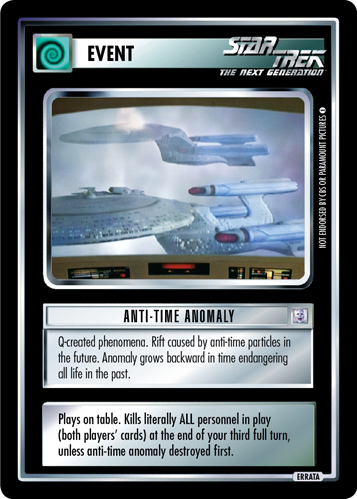 EVENT
STAR TREK
THE NEXT GENERATION
NOT ENDORSED BY CBS OR PARAMOUNT PICTURES
ANTI-TIME ANOMALY
Q-created phenomena. Rift caused by anti-time particles
in the future. Anomaly grows backward in time endangering
all life in the past.
Plays on table. Kills literally ALL personnel in play
(both players' cards) at the end of your third full turn,
unless anti-time anomaly destroyed first.
ERRATA